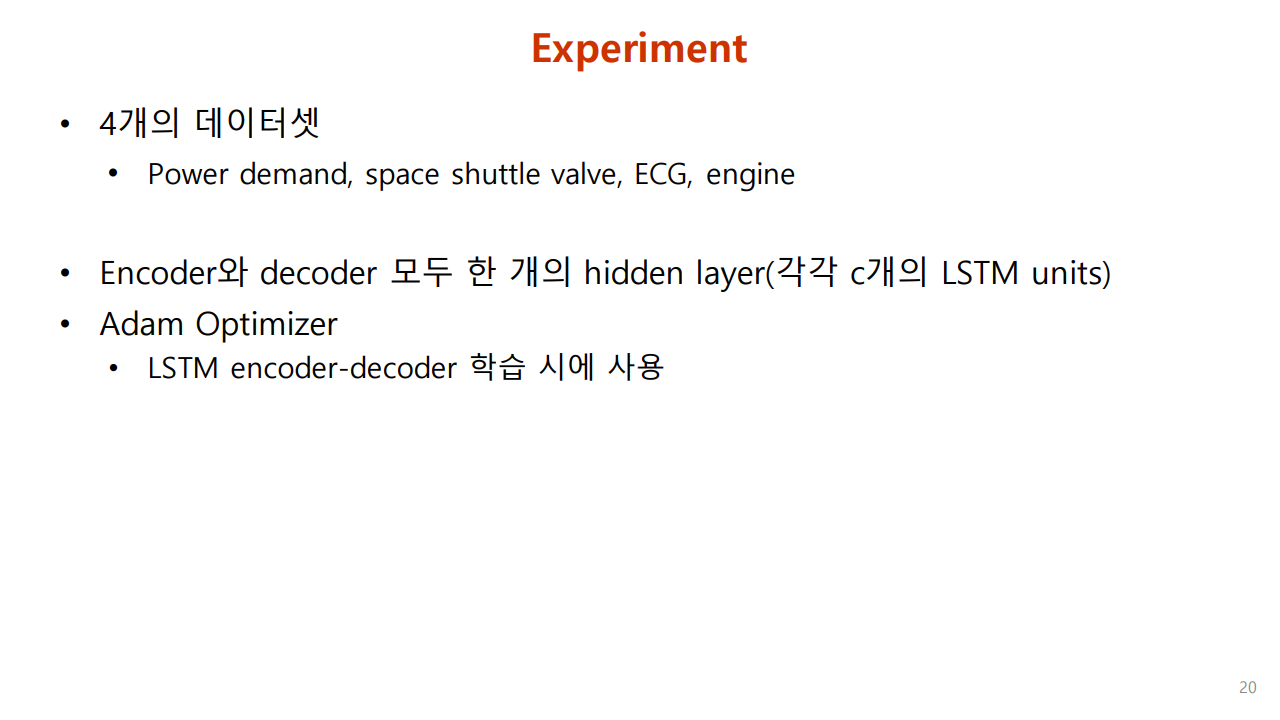 Experiment
• 4개의 데이터셋
• Power demand, space shuttle valve, ECG, engine
• Encoder와 decoder 모두 한 개의 hidden layer(각각 c개의 LSTM units)
• Adam Optimizer
• LSTM encoder-decoder 학습 시에 사용
20